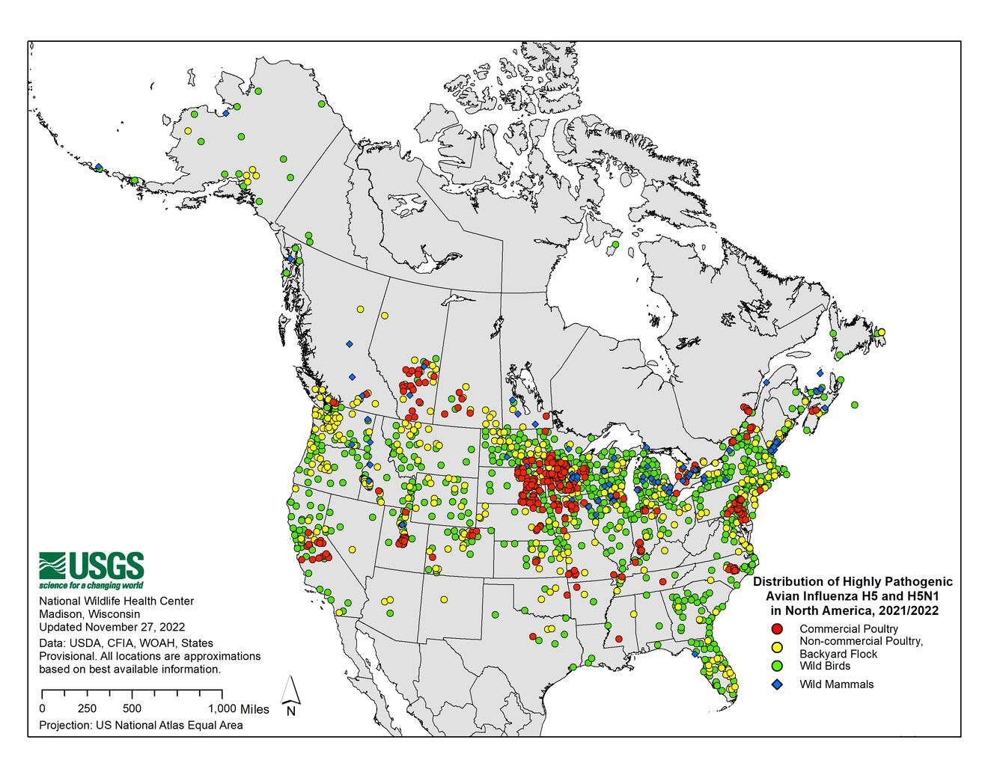 USGS
science for a changing world
National Wildlife Health Center
Madison, Wisconsin
Updated November 27, 2022
Data: USDA, CFIA, WOAH, States
Provisional. All locations are approximations
based on best available information.
0 250 500 1,000 Miles
N
Projection: US National Atlas Equal Area
Distribution of Highly Pathogenic
Avian Influenza H5 and H5N1
in North America, 2021/2022
Commercial Poultry
Non-commercial Poultry,
Backyard Flock
Wild Birds
Wild Mammals